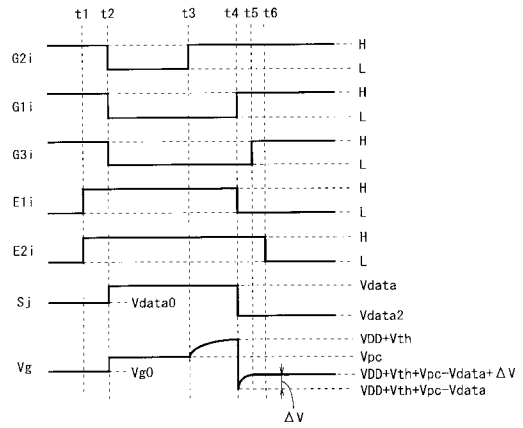 t1 t2 t3 t4 t5 t6
G2i H
L
G1i H
L
G3i H
L
E1i H
L
E2i H
L
Sj Vdata0 Vdata
Vdata2
VDD+Vth
Vpc
Vg Vg0 VDD+Vth+Vpc-Vdata+ΔV
VDD+Vth+Vpc-Vdata
ΔV